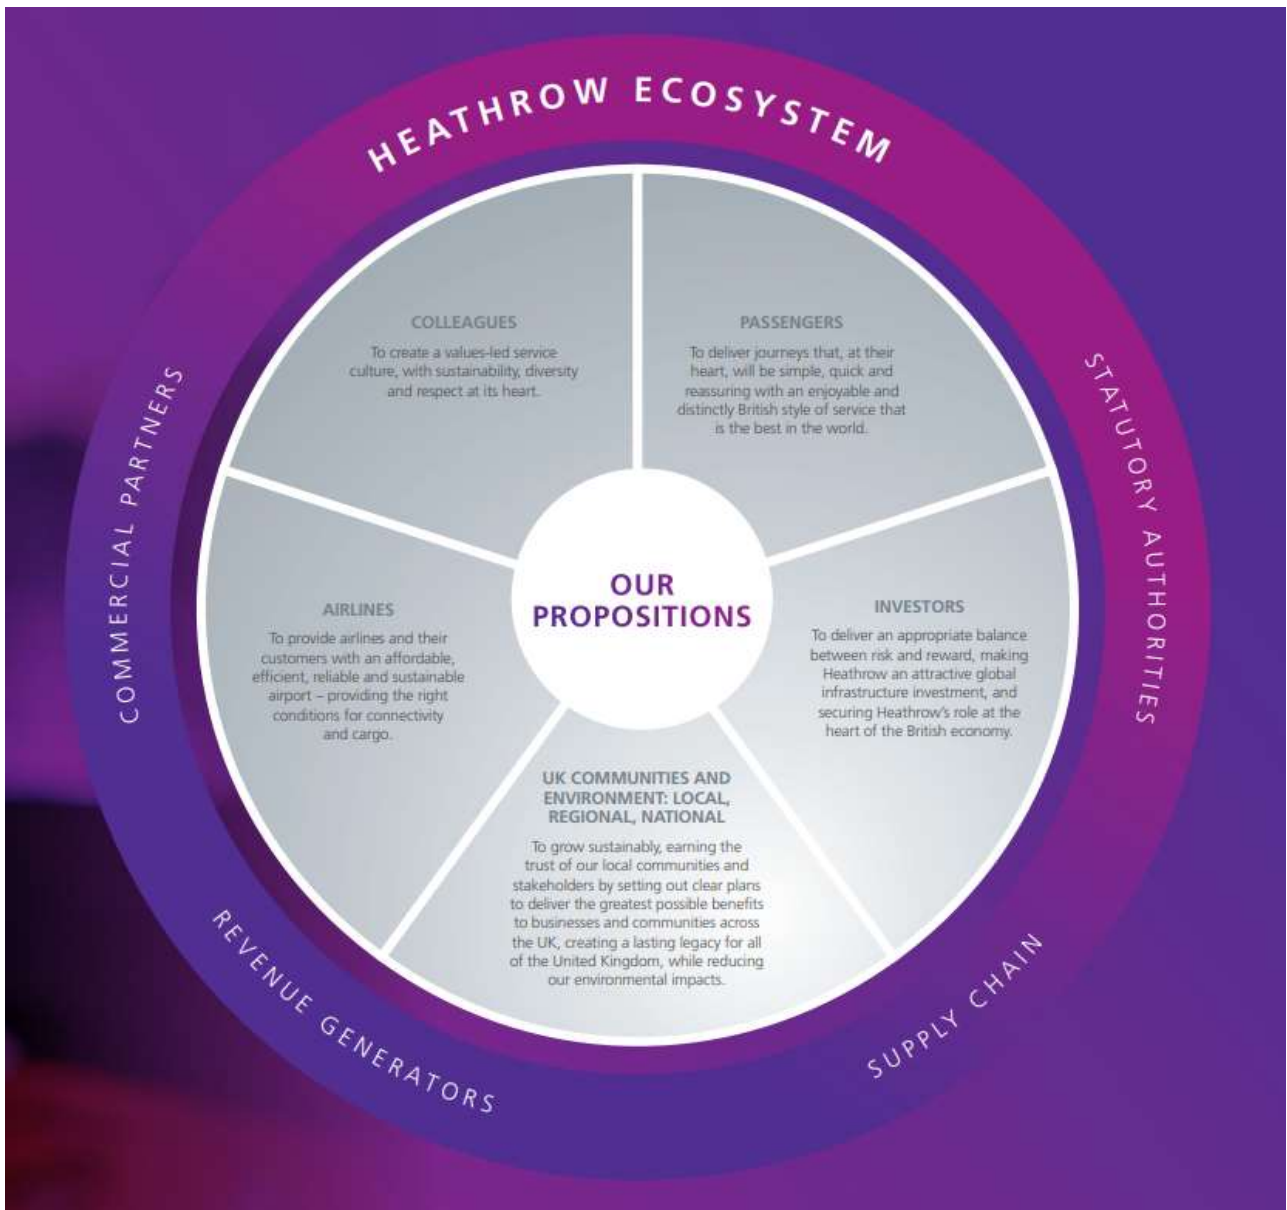 HEATHROW ECOSYSTEM
COLLEAGUES
To create a values-led service
culture, with sustainability, diversity
and respect at its heart.
PASSENGERS
To deliver journeys that, at their
heart, will be simple, quick and
reassuring with an enjoyable and
distinctly British style of service that
is the best in the world.
COMMERCIAL PARTNERS
STATUTORY AUTHORITIES
OUR
PROPOSITIONS
AIRLINES
To provide airlines and their
customers with an affordable,
efficient, reliable and sustainable
airport – providing the right
conditions for connectivity
and cargo.
INVESTORS
To deliver an appropriate balance
between risk and reward, making
Heathrow an attractive global
infrastructure investment, and
securing Heathrow's role at the
heart of the British economy.
UK COMMUNITIES AND
ENVIRONMENT: LOCAL,
REGIONAL, NATIONAL
To grow sustainably, earning the
trust of our local communities and
stakeholders by setting out clear plans
to deliver the greatest possible benefits
to businesses and communities across
the UK, creating a lasting legacy for all
of the United Kingdom, while reducing
our environmental impacts.
REVENUE GENERATORS
SUPPLY CHAIN